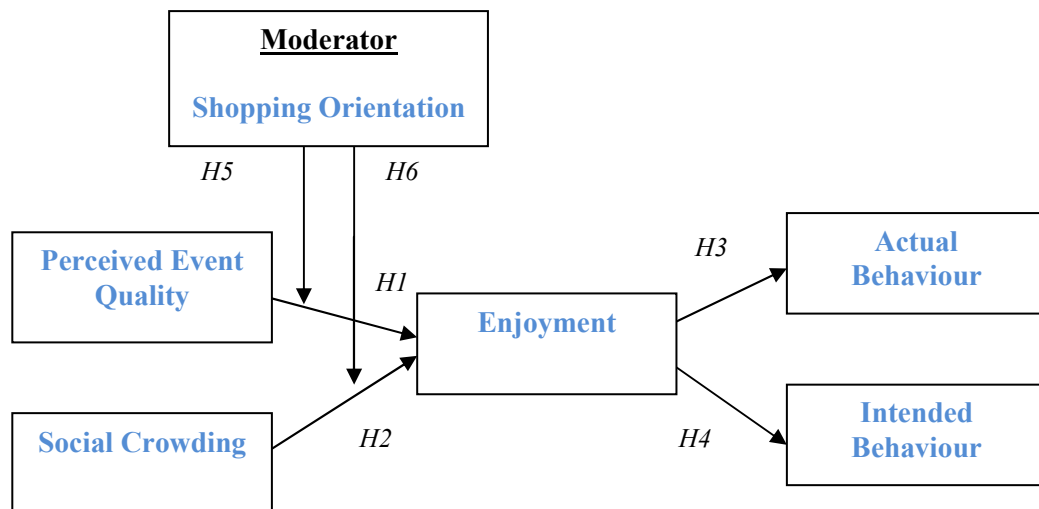 Moderator
Shopping Orientation
H5
H6
Perceived Event
Quality
H1
Enjoyment
H3
Actual
Behaviour
Social Crowding
H2
H4
Intended
Behaviour